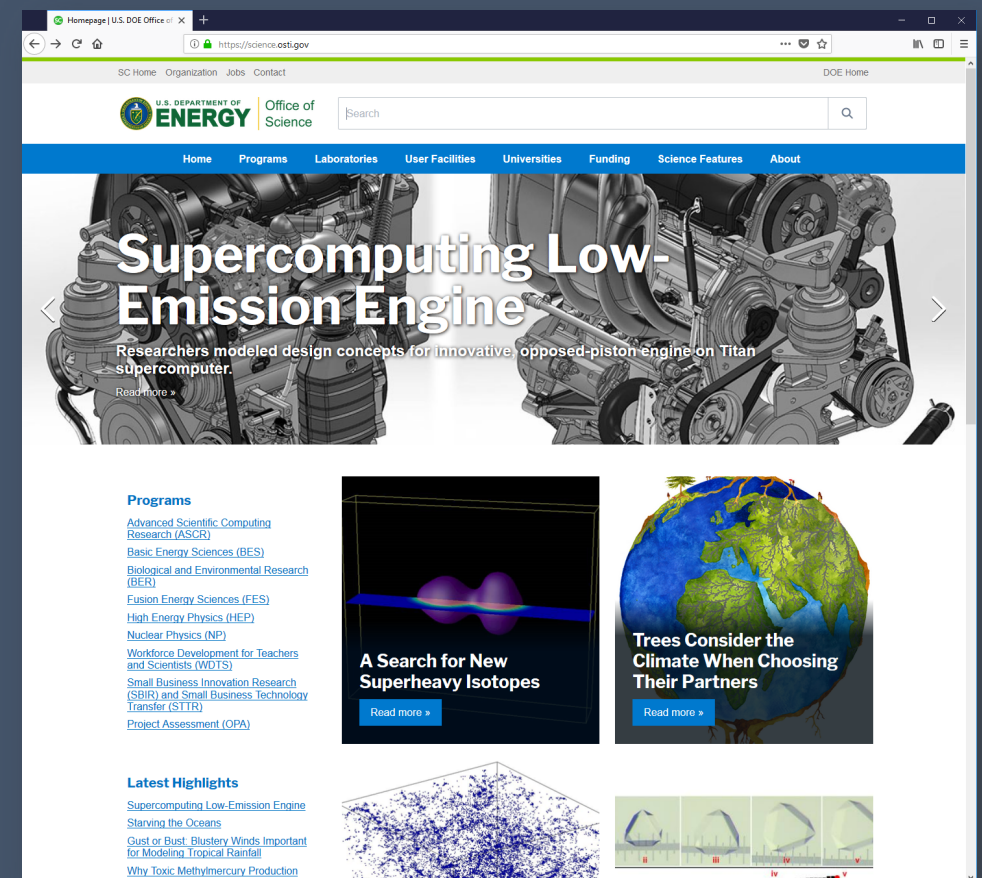 Homepage | U.S. DOE Office of
https://science.osti.gov
SC Home Organization Jobs Contact
DOE Home
U.S. DEPARTMENT OF
ENERGY
Office of
Science
Search
Home Programs Laboratories User Facilities Universities Funding Science Features About
Supercomputing Low-
Emission Engine
Researchers modeled design concepts for innovative, opposed-piston engine on Titan
supercomputer.
Read more »
Programs
Advanced Scientific Computing
Research (ASCR)
Basic Energy Sciences (BES)
Biological and Environmental Research
(BER)
Fusion Energy Sciences (FES)
High Energy Physics (HEP)
Nuclear Physics (NP)
Workforce Development for Teachers
and Scientists (WDTS)
Small Business Innovation Research
(SBIR) and Small Business Technology
Transfer (STTR)
Project Assessment (OPA)
A Search for New
Superheavy Isotopes
Read more »
Trees Consider the
Climate When Choosing
Their Partners
Read more »
Latest Highlights
Supercomputing Low-Emission Engine
Starving the Oceans
Gust or Bust: Blustery Winds Important
for Modeling Tropical Rainfall
Why Toxic Methylmercury Production
ii iii iv v
iv v